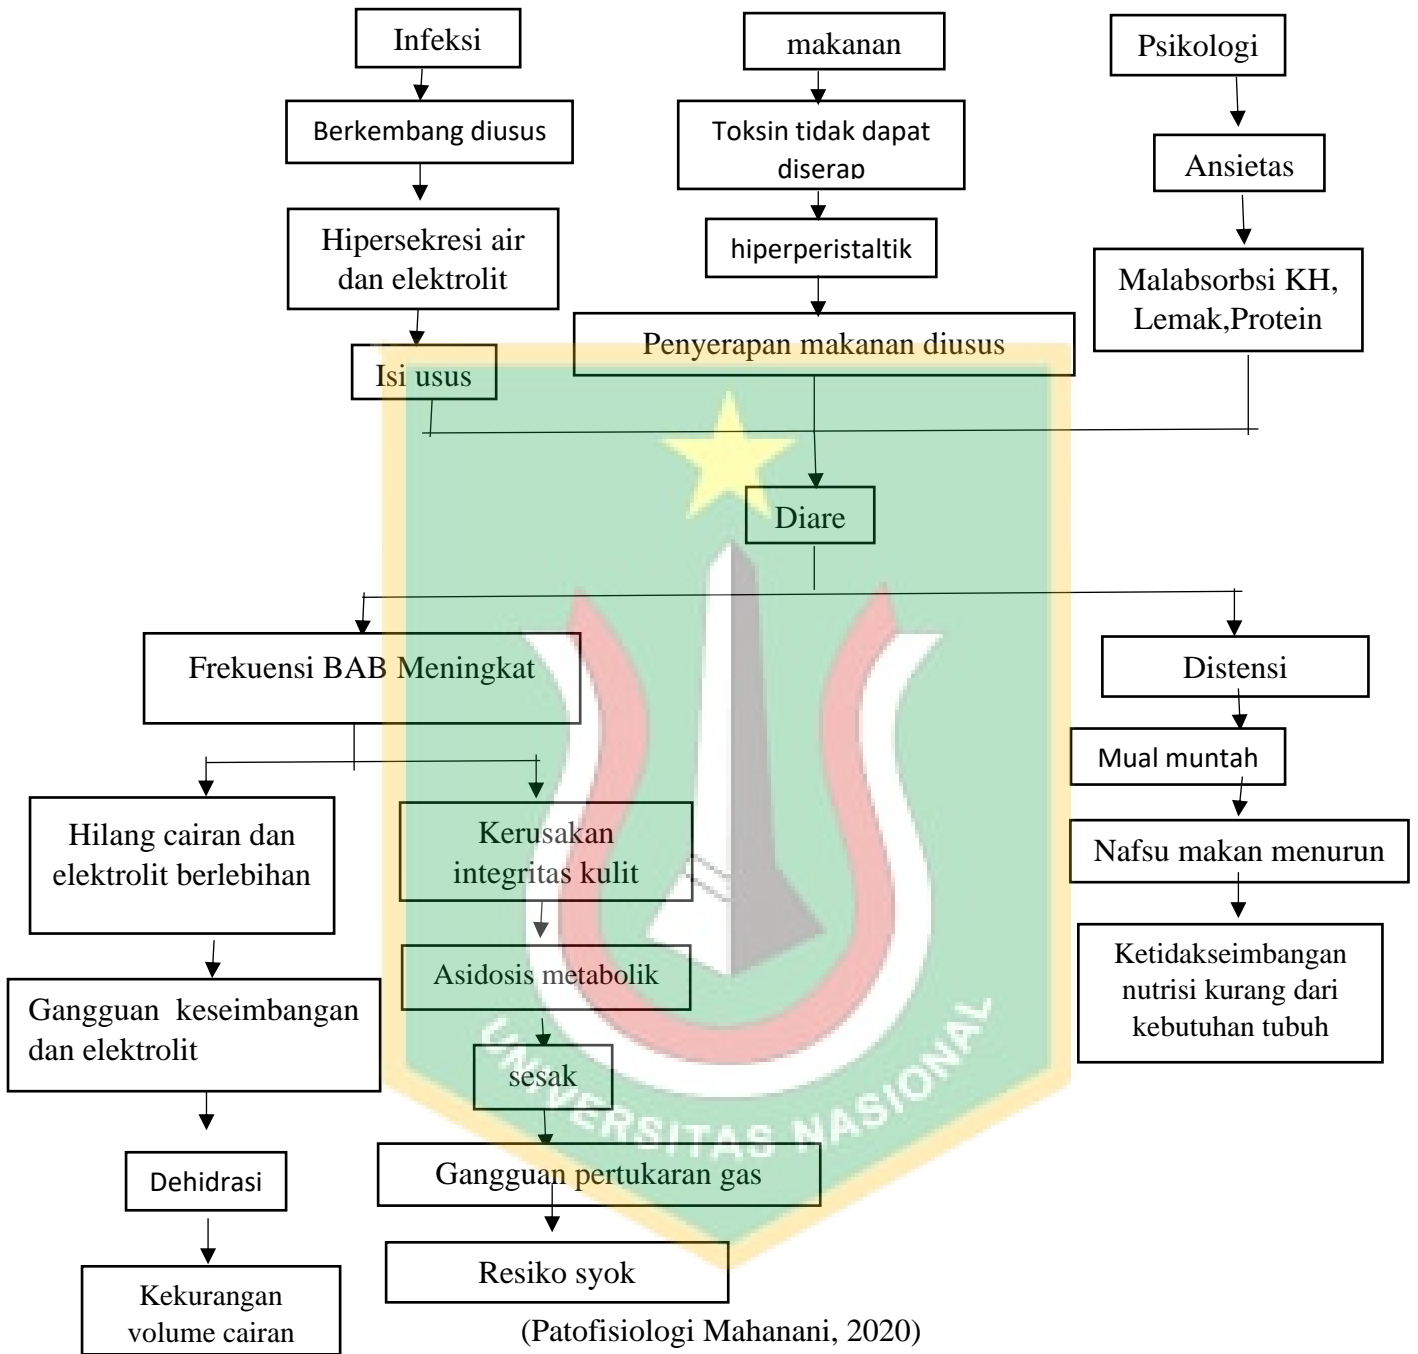 Infeksi
makanan
Psikologi
Berkembang diusus
Toksin tidak dapat
diserap
Ansietas
Hipersekresi air
dan elektrolit
hiperperistaltik
Malabsorbsi KH,
Lemak,Protein
Isi usus
Penyerapan makanan diusus
Diare
Frekuensi BAB Meningkat
Distensi
Mual muntah
Hilang cairan dan
elektrolit berlebihan
Kerusakan
integritas kulit
Nafsu makan menurun
Asidosis metabolik
Ketidakseimbangan
nutrisi kurang dari
kebutuhan tubuh
Gangguan  keseimbangan
dan elektrolit
sesak
UNIVERSITAS NASIONAL
Dehidrasi
Gangguan pertukaran gas
Resiko syok
Kekurangan
volume cairan
(Patofisiologi Mahanani, 2020)